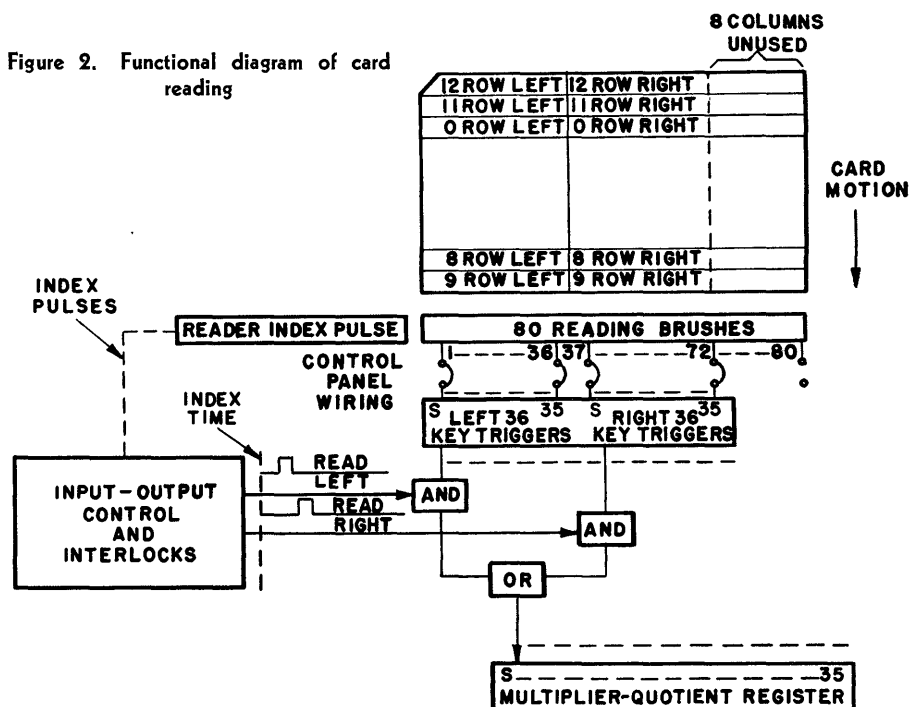 8 COLUMNS
UNUSED
Figure 2. Functional diagram of card
reading
12 ROW LEFT 12 ROW RIGHT
11 ROW LEFT 11 ROW RIGHT
0 ROW LEFT 0 ROW RIGHT
CARD
MOTION
8 ROW LEFT 8 ROW RIGHT
9 ROW LEFT 9 ROW RIGHT
INDEX
PULSES
READER INDEX PULSE
80 READING BRUSHES
1 36 37 72 80
CONTROL
PANEL
WIRING
S 35 S 35
LEFT 36 RIGHT 36
KEY TRIGGERS KEY TRIGGERS
INDEX
TIME
READ
LEFT
AND
READ
RIGHT
AND
INPUT-OUTPUT
CONTROL
AND
INTERLOCKS
OR
S 35
MULTIPLIER-QUOTIENT REGISTER